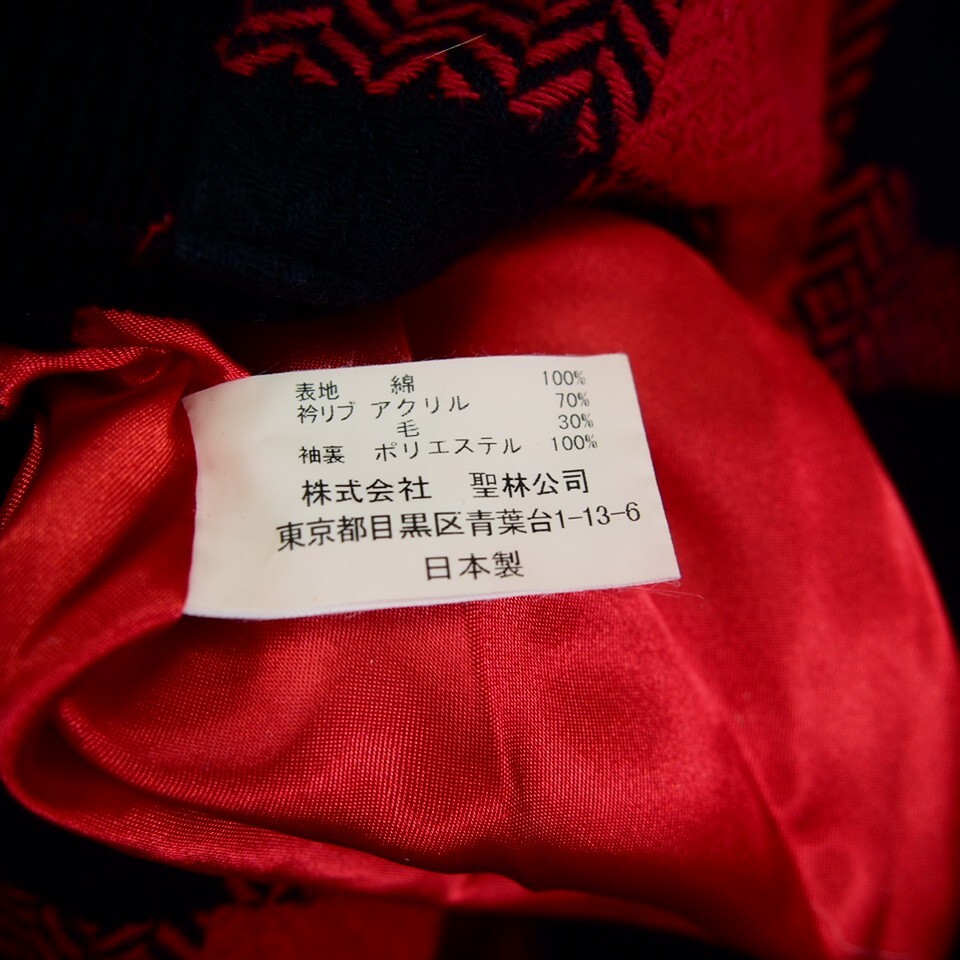 表地 綿 100%
衿リブ アクリル 70%
毛 30%
袖裏 ポリエステル 100%
株式会社 聖林公司
東京都目黒区青葉台1-13-6
日本製